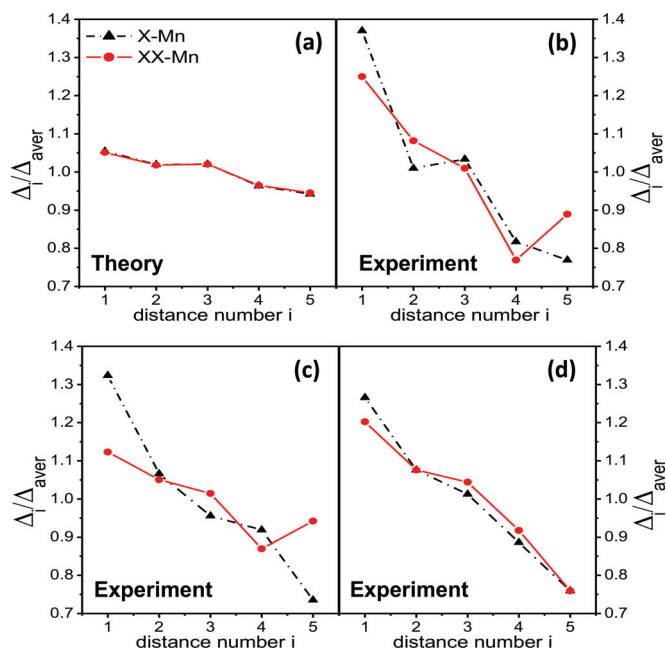 1.4
1.3
1.2
1.1
1.0
0.9
0.8
0.7
Δi/Δaver
X-Mn
XX-Mn
(a)
Theory
1 2 3 4 5
distance number i
(b)
Experiment
1 2 3 4 5
distance number i
1.4
1.3
1.2
1.1
1.0
0.9
0.8
0.7
Δi/Δaver
1.4
1.3
1.2
1.1
1.0
0.9
0.8
0.7
Δi/Δaver
(c)
Experiment
1 2 3 4 5
distance number i
(d)
Experiment
1 2 3 4 5
distance number i
1.4
1.3
1.2
1.1
1.0
0.9
0.8
0.7
Δi/Δaver